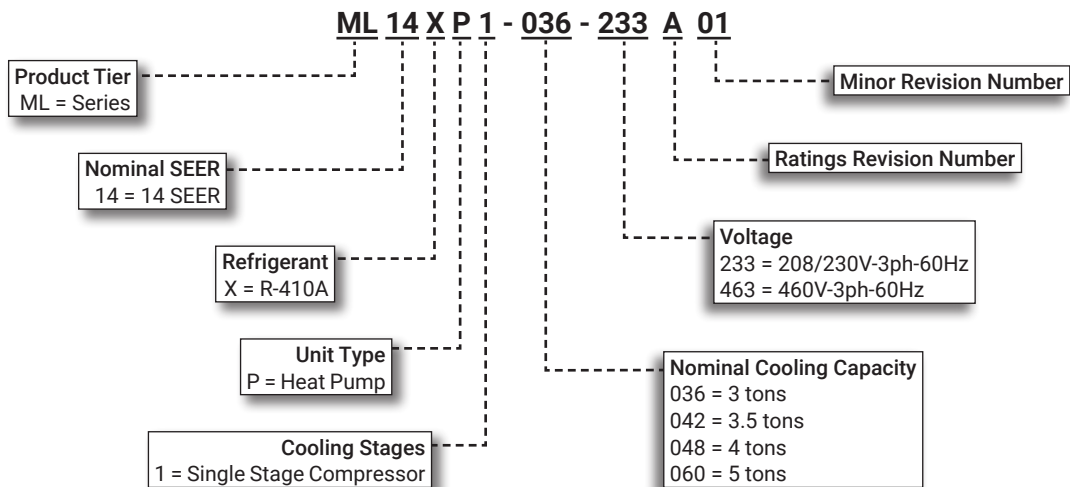 ML 14 X P 1 - 036 - 233 A 01
Product Tier
ML = Series
Minor Revision Number
Nominal SEER
14 = 14 SEER
Ratings Revision Number
Refrigerant
X = R-410A
Voltage
233 = 208/230V-3ph-60Hz
463 = 460V-3ph-60Hz
Unit Type
P = Heat Pump
Nominal Cooling Capacity
036 = 3 tons
042 = 3.5 tons
048 = 4 tons
060 = 5 tons
Cooling Stages
1 = Single Stage Compressor